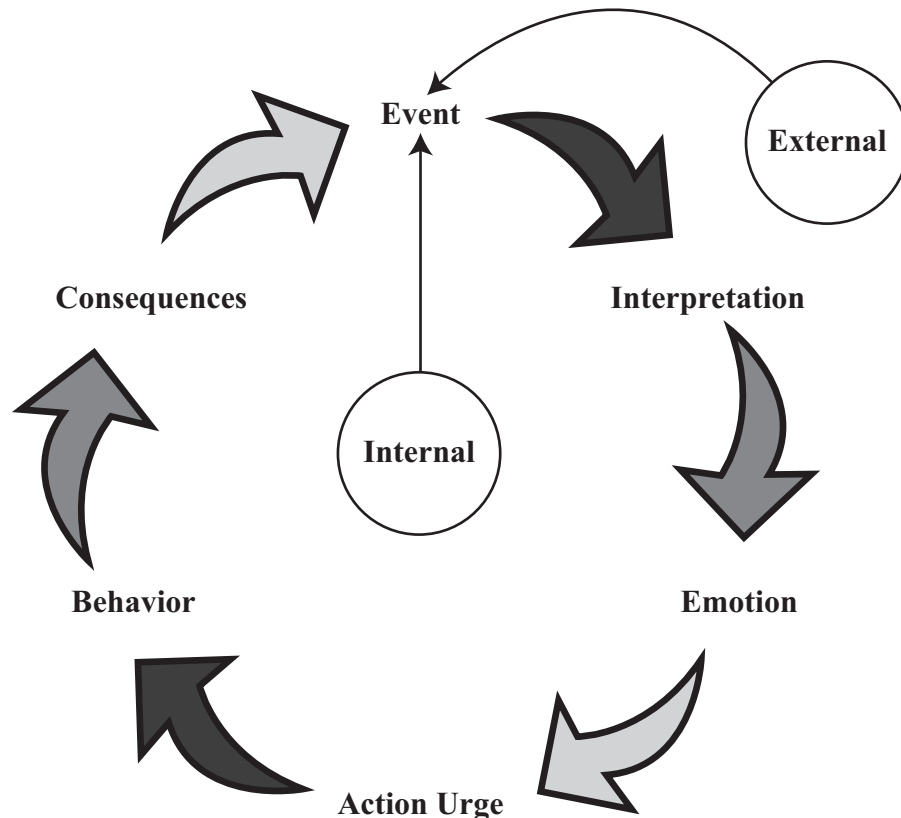 Event
External
Consequences
Interpretation
Internal
Behavior
Emotion
Action Urge